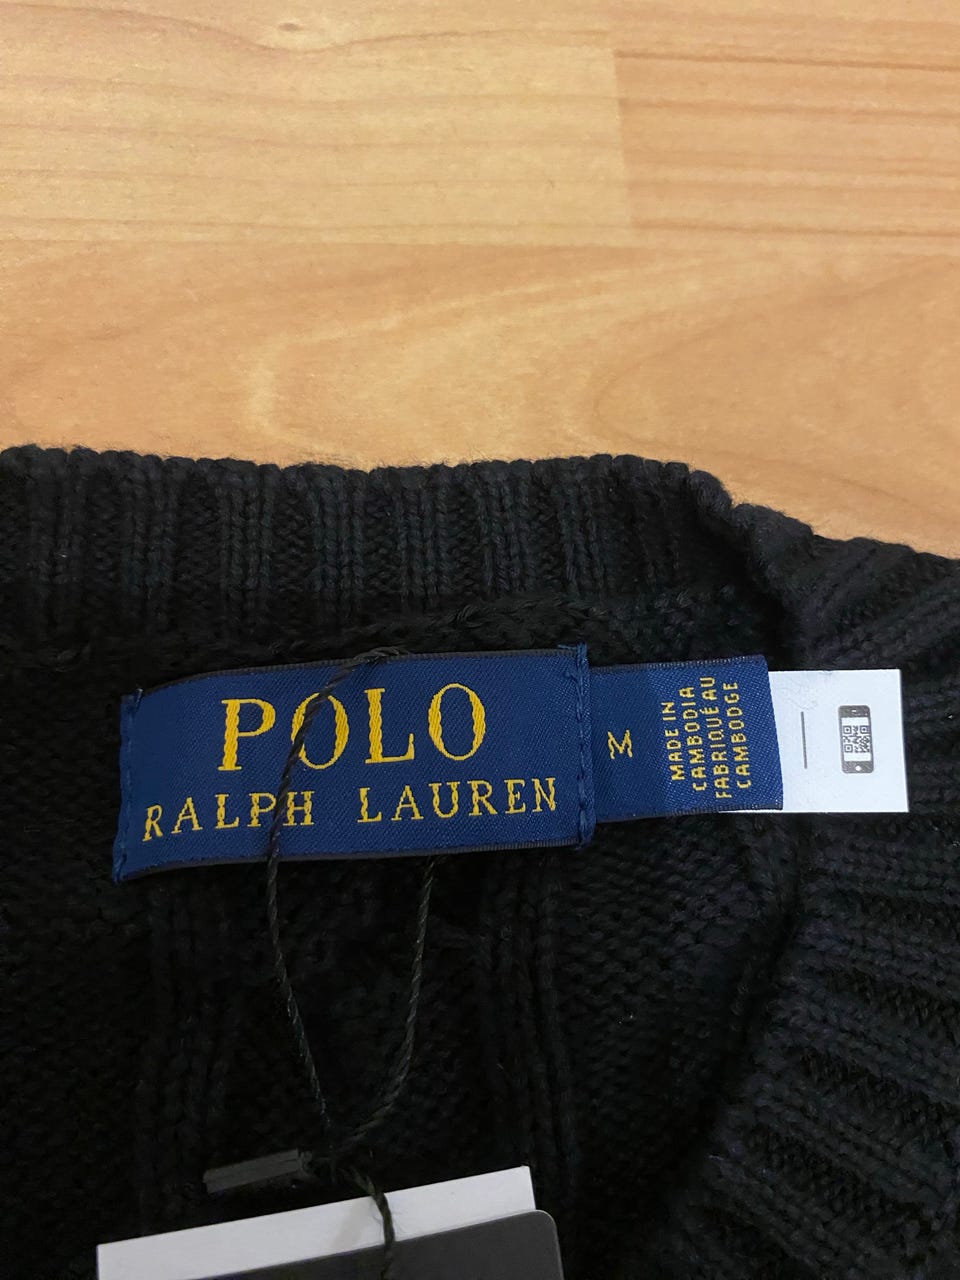 POLO
RALPH LAUREN
M
MADE IN
CAMBODIA
FABRIQUÉ AU
CAMBODGE